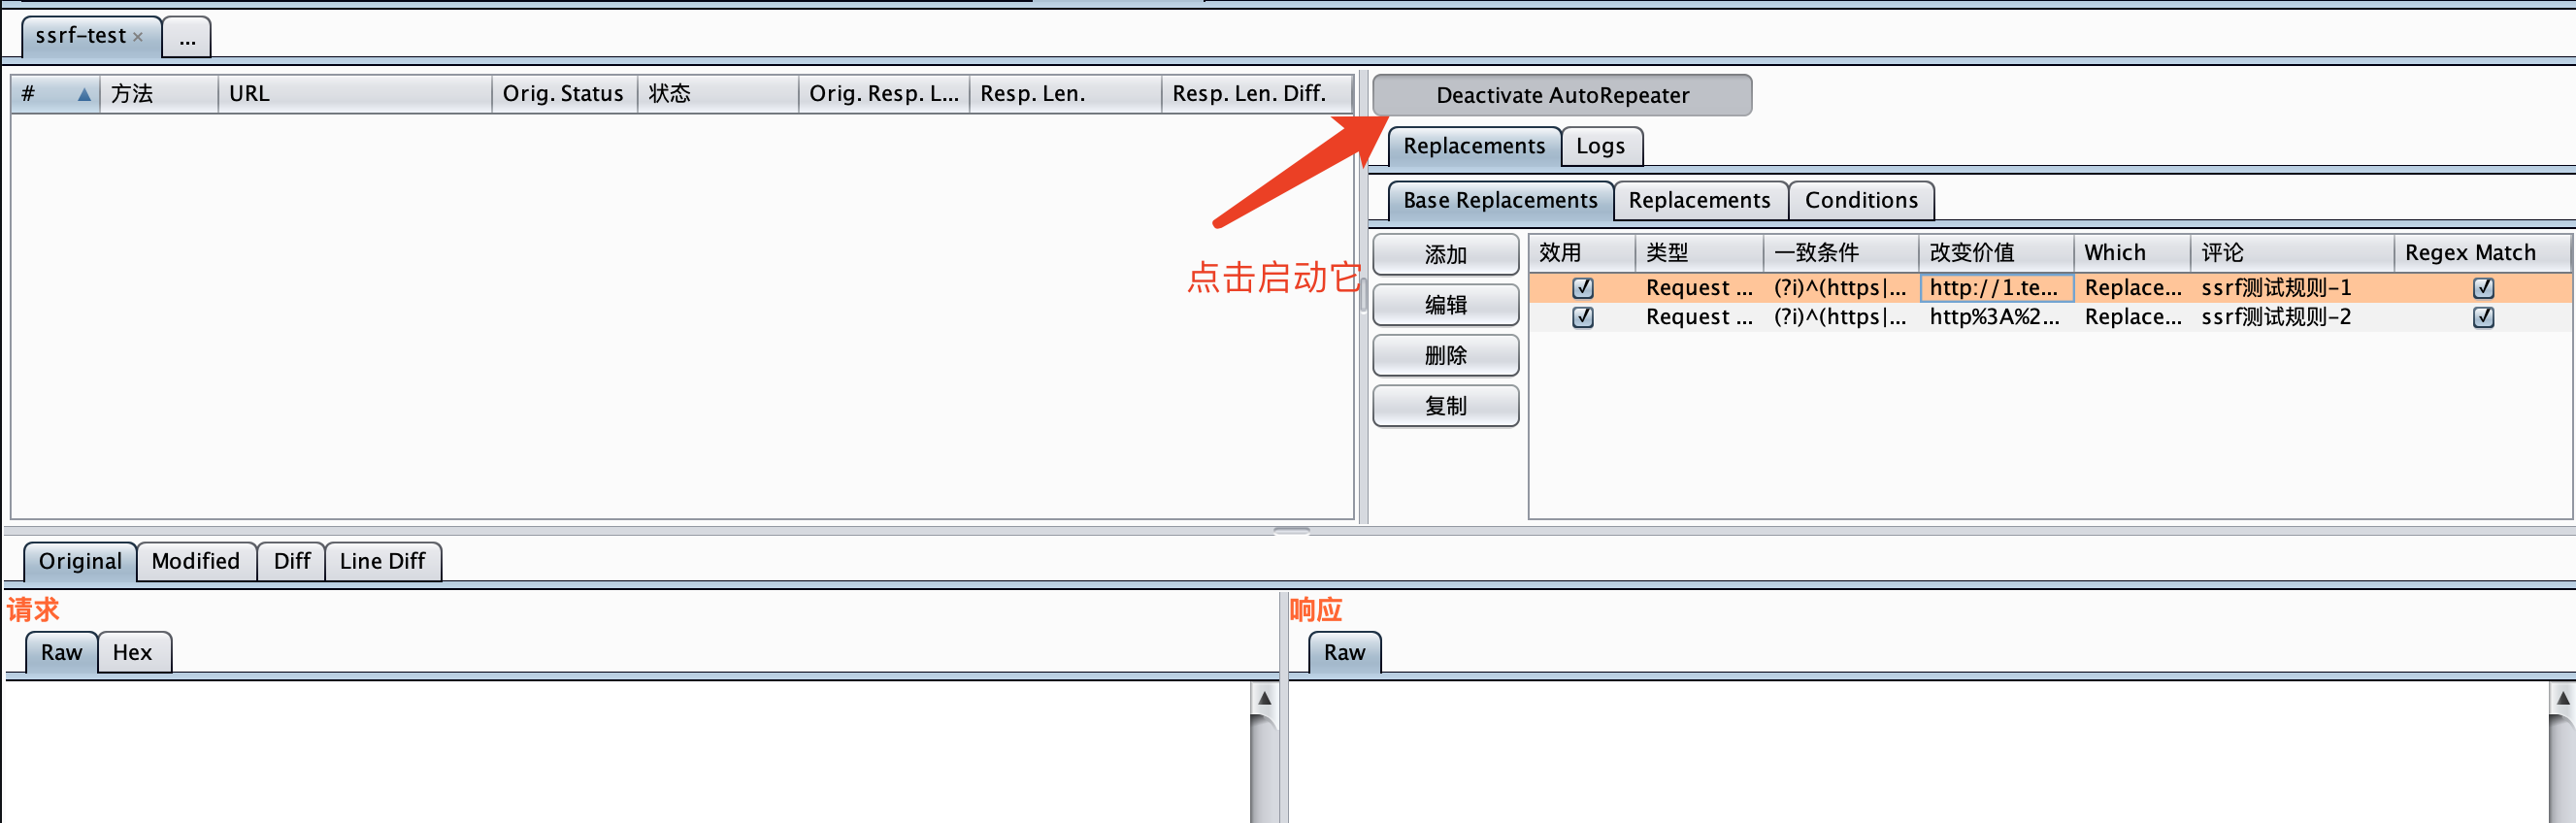 ssrf-test ×
...
# 方法 URL Orig. Status 状态 Orig. Resp. L... Resp. Len. Resp. Len. Diff.
Deactivate AutoRepeater
Replacements Logs
Base Replacements Replacements Conditions
点击启动它
添加
编辑
删除
复制
效用 类型 一致条件 改变价值 Which 评论 Regex Match
Request ... (?i)^(https|... http://1.te... Replace... ssrf测试规则-1
Request ... (?i)^(https|... http%3A%2... Replace... ssrf测试规则-2
Original Modified Diff Line Diff
请求
Raw Hex
响应
Raw